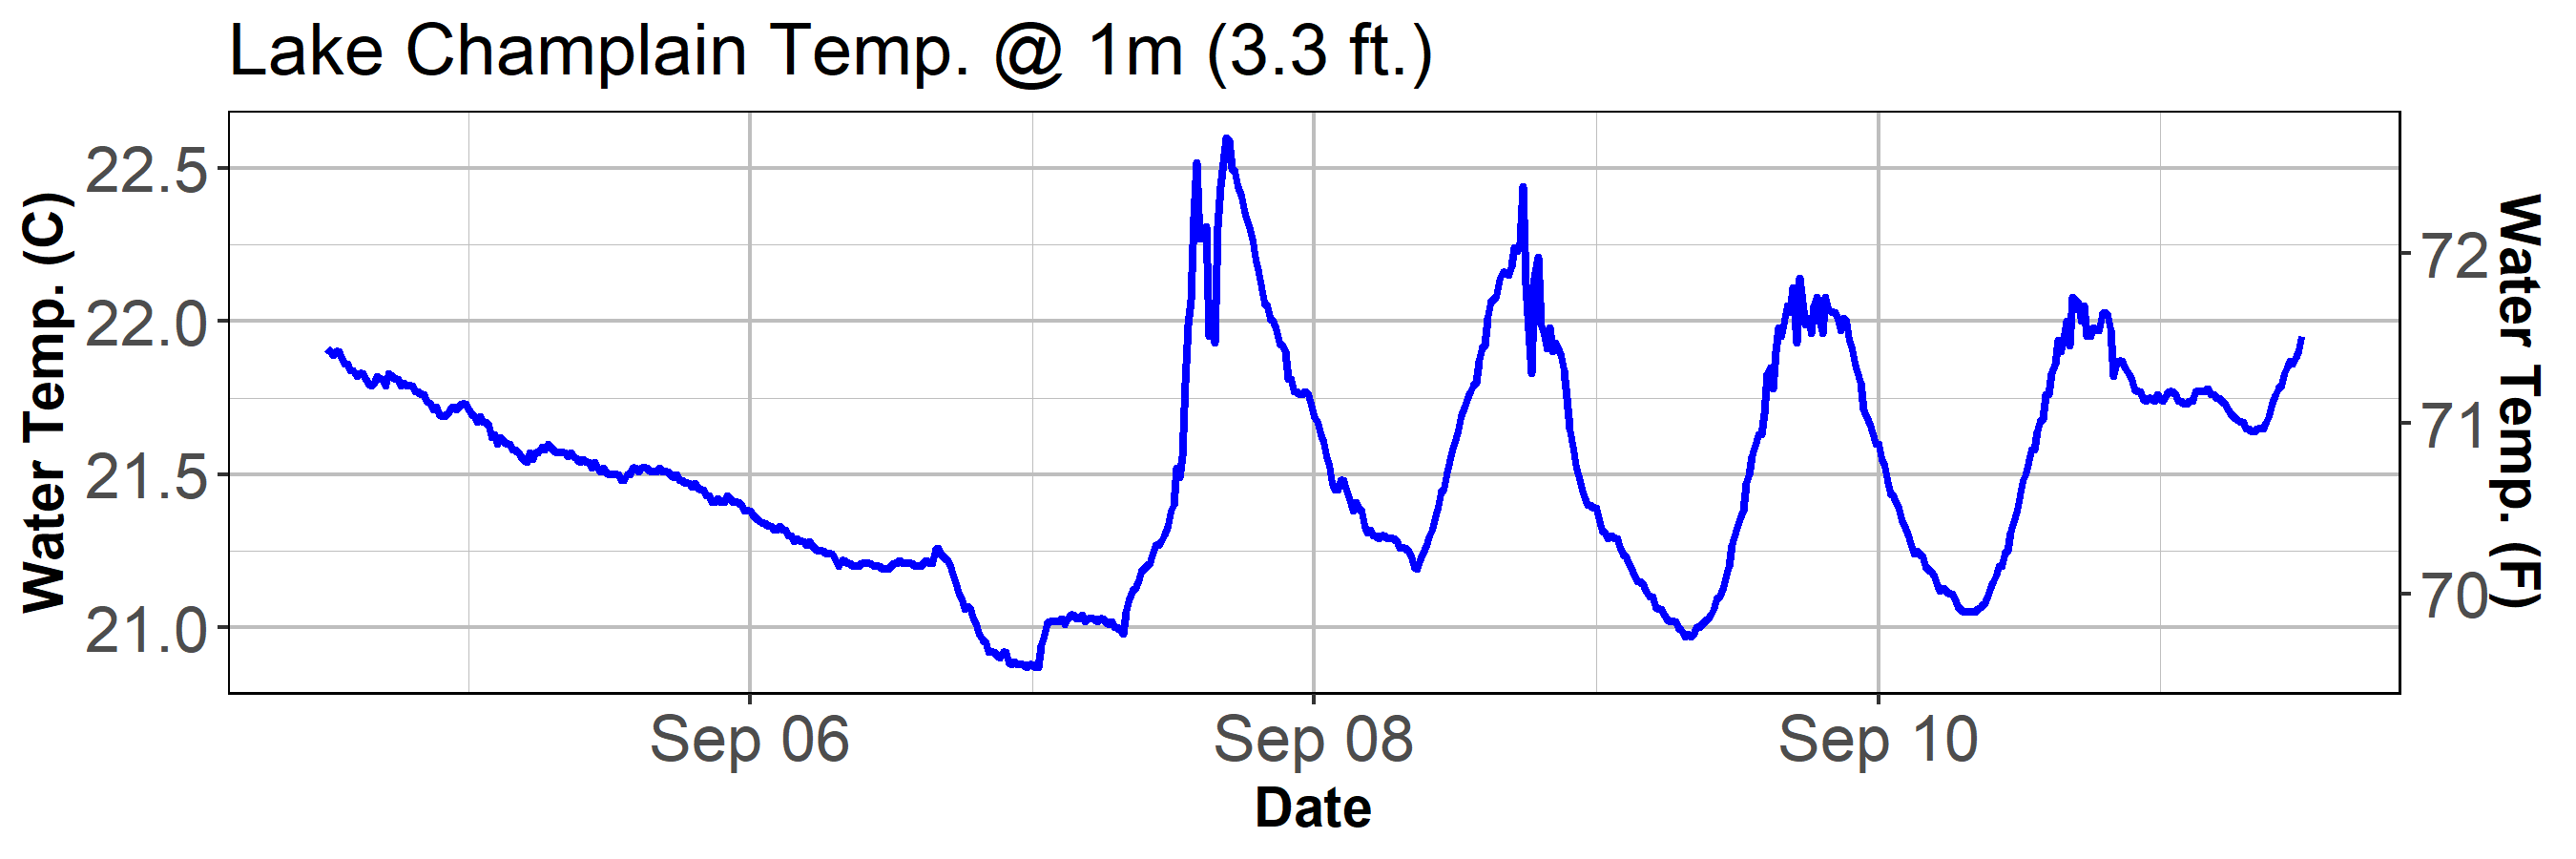 Lake Champlain Temp. @ 1m (3.3 ft.)
Water Temp. (C)
22.5
22.0
21.5
21.0
72
71
70
Water Temp. (F)
Sep 06 Sep 08 Sep 10
Date